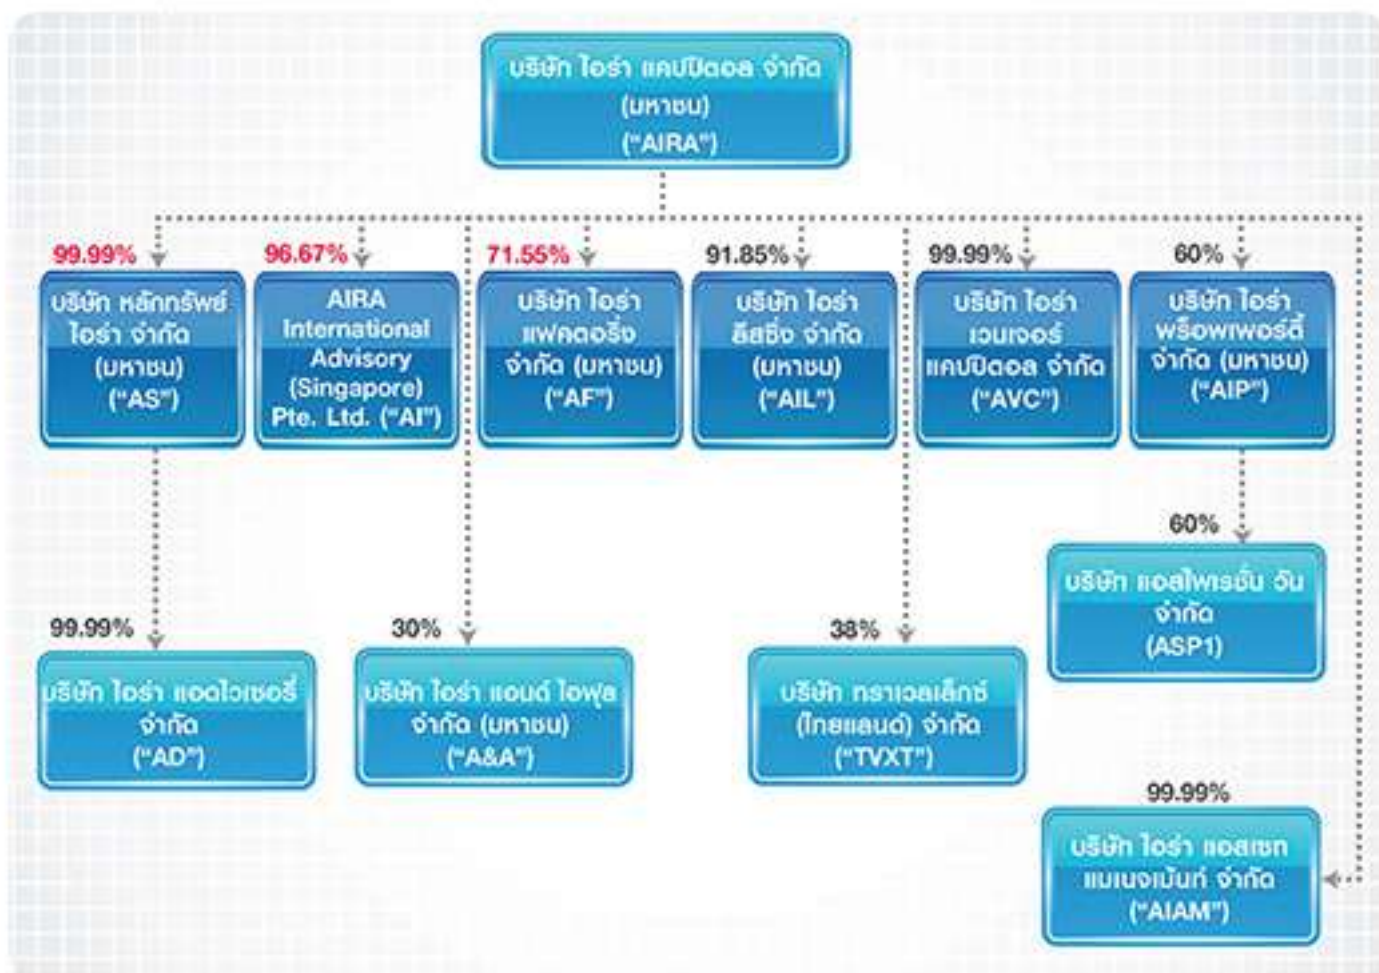 บริษัท ไอร่า แคปปิตอล จำกัด
(มหาชน)
(“AIRA”)
99.99%
บริษัท หลักทรัพย์
ไอร่า จำกัด
(มหาชน)
(“AS”)
96.67%
AIRA
International
Advisory
(Singapore)
Pte. Ltd. (“AI”)
71.55%
บริษัท ไอร่า
แฟคตอริ่ง
จำกัด (มหาชน)
(“AF”)
91.85%
บริษัท ไอร่า
ลีสซิ่ง จำกัด
(มหาชน)
(“AIL”)
99.99%
บริษัท ไอร่า
เวนเจอร์
แคปปิตอล จำกัด
(“AVC”)
60%
บริษัท ไอร่า
พร็อพเพอร์ตี้
จำกัด (มหาชน)
(“AIP”)
60%
บริษัท แอสไพเรชั่น วัน
จำกัด
(ASP1)
99.99%
บริษัท ไอร่า แอดไวเซอรี่
จำกัด
(“AD”)
30%
บริษัท ไอร่า แอนด์ ไอฟุล
จำกัด (มหาชน)
(“A&A”)
38%
บริษัท ทราเวลเล็กซ์
(ไทยแลนด์) จำกัด
(“TVXT”)
99.99%
บริษัท ไอร่า แอสเซท
แมเนจเม้นท์ จำกัด
(“AIAM”)